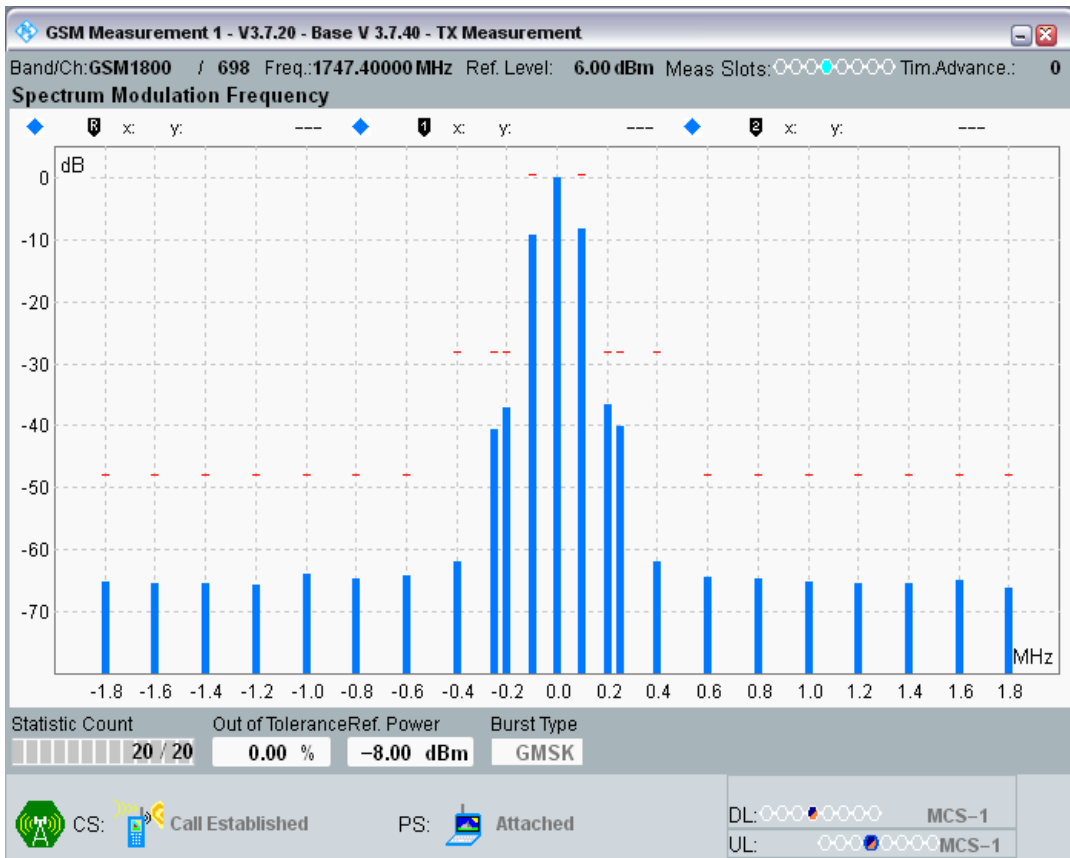 GSM Measurement 1 - V3.7.20 - Base V 3.7.40 - TX Measurement
Band/Ch:GSM1800 / 698 Freq.:1747.40000 MHz Ref. Level: 6.00 dBm Meas Slots: Tim.Advance.: 0
Spectrum Modulation Frequency
R x: y: --- 1 x: y: --- 2 x: y: ---
dB
0
-10
-20
-30
-40
-50
-60
-70
MHz
-1.8 -1.6 -1.4 -1.2 -1.0 -0.8 -0.6 -0.4 -0.2 0.0 0.2 0.4 0.6 0.8 1.0 1.2 1.4 1.6 1.8
Statistic Count Out of Tolerance Ref. Power Burst Type
20 / 20 0.00 % −8.00 dBm GMSK
CS: Call Established PS: Attached
DL: MCS−1
UL: MCS−1